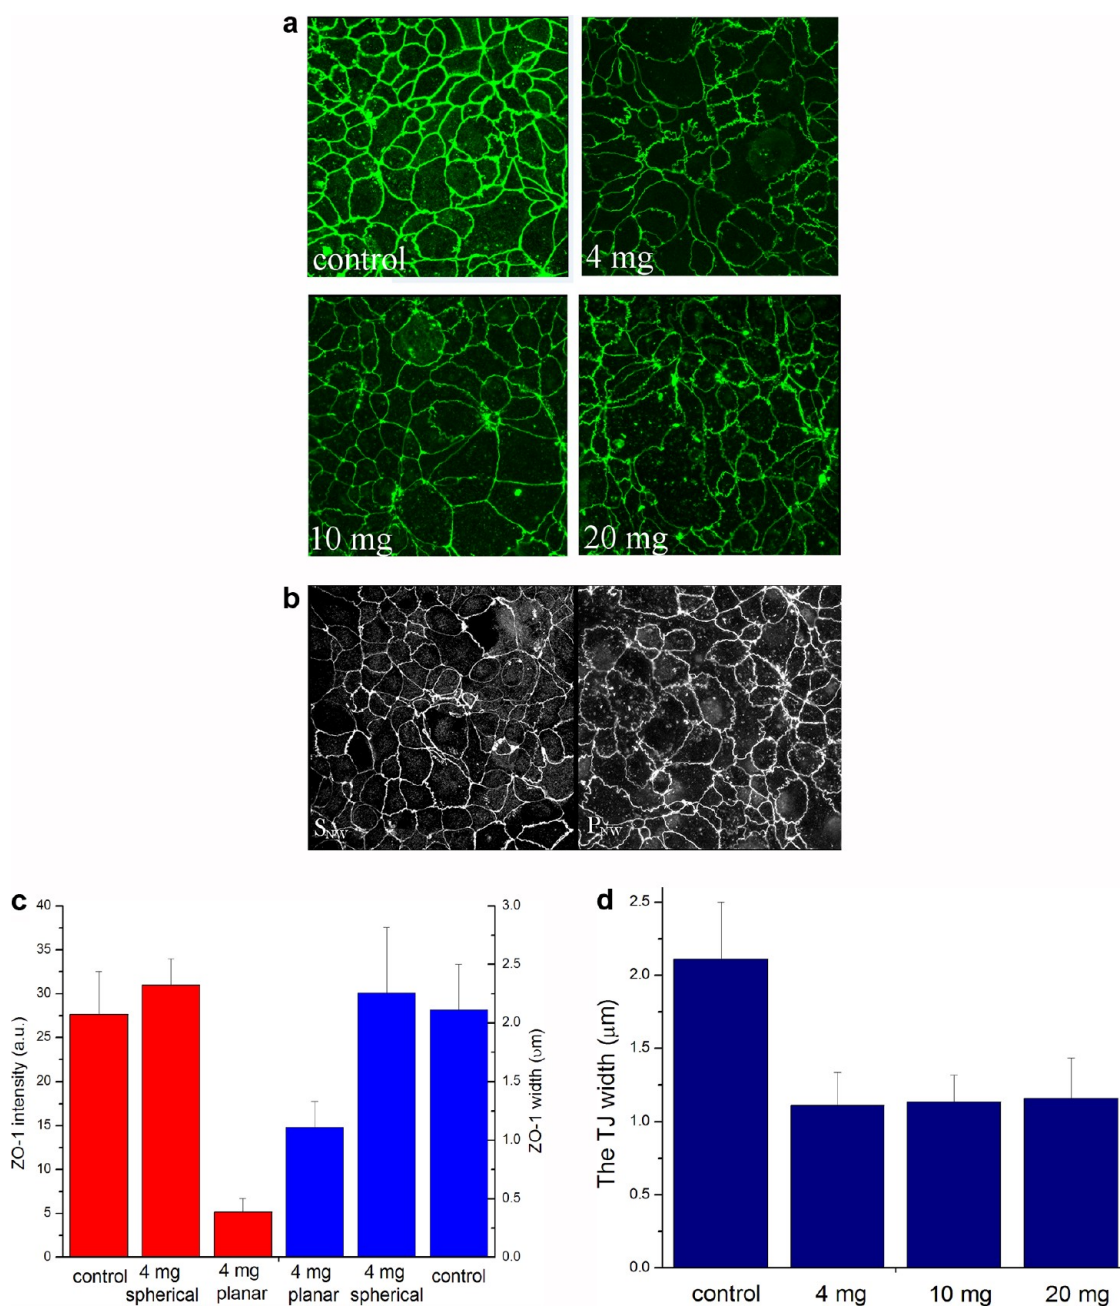 a
control
4 mg
10 mg
20 mg
b
S_NW
P_NW
c
40
35
30
25
20
15
10
5
0
ZO-1 intensity (a.u.)
3.0
2.5
2.0
1.5
1.0
0.5
0.0
ZO-1 width (υm)
control
4 mg
spherical
4 mg
planar
4 mg
planar
4 mg
spherical
control
d
2.5
2.0
1.5
1.0
0.5
0.0
The TJ width (μm)
control
4 mg
10 mg
20 mg